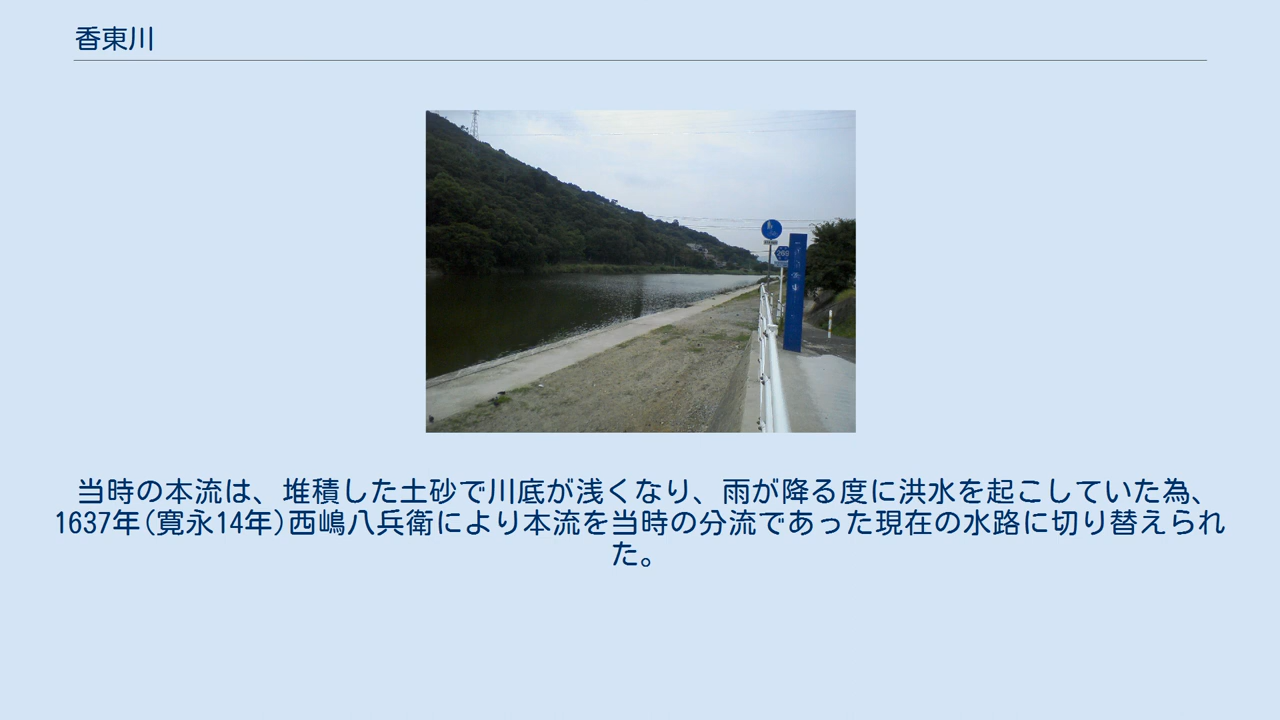 香東川
当時の本流は、堆積した土砂で川底が浅くなり、雨が降る度に洪水を起こしていた為、
1637年(寛永14年)西嶋八兵衛により本流を当時の分流であった現在の水路に切り替えられ
た。